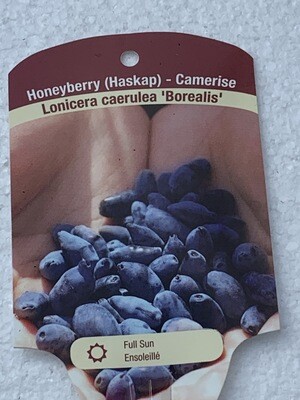 Honeyberry (Haskap) - Camerise
Lonicera caerulea 'Borealis'
Full Sun
Ensoleillé